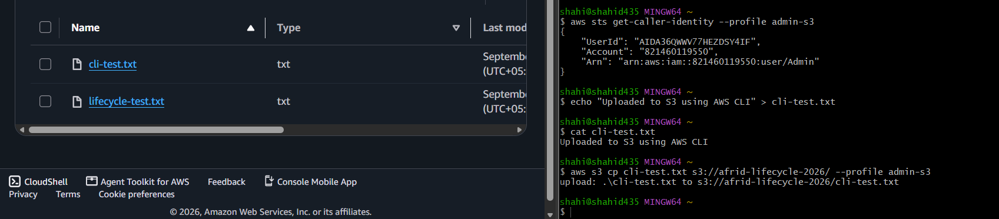 Name
Type
Last mod
cli-test.txt
txt
Septembe
(UTC+05:
lifecycle-test.txt
txt
Septembe
(UTC+05:
CloudShell
Agent Toolkit for AWS
Feedback
Console Mobile App
Privacy
Terms
Cookie preferences
© 2026, Amazon Web Services, Inc. or its affiliates.
shahi@shahid435 MINGW64 ~
$ aws sts get-caller-identity --profile admin-s3
{
    "UserId": "AIDA36QWWV77HEZDSY4IF",
    "Account": "821460119550",
    "Arn": "arn:aws:iam::821460119550:user/Admin"
}
shahi@shahid435 MINGW64 ~
$ echo "Uploaded to S3 using AWS CLI" > cli-test.txt
shahi@shahid435 MINGW64 ~
$ cat cli-test.txt
Uploaded to S3 using AWS CLI
shahi@shahid435 MINGW64 ~
$ aws s3 cp cli-test.txt s3://afrid-lifecycle-2026/ --profile admin-s3
upload: .\cli-test.txt to s3://afrid-lifecycle-2026/cli-test.txt
shahi@shahid435 MINGW64 ~
$